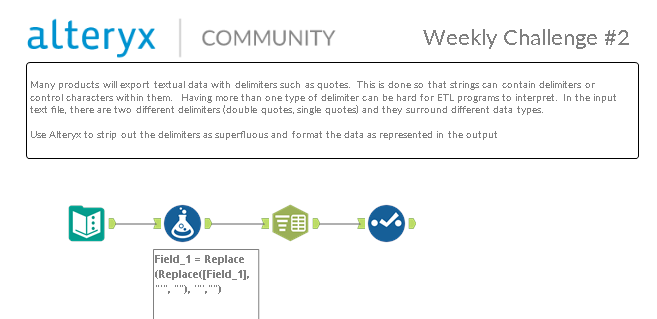 alteryx COMMUNITY Weekly Challenge #2
Many products will export textual data with delimiters such as quotes. This is done so that strings can contain delimiters or
control characters within them. Having more than one type of delimiter can be hard for ETL programs to interpret. In the input
text file, there are two different delimiters (double quotes, single quotes) and they surround different data types.
Use Alteryx to strip out the delimiters as superfluous and format the data as represented in the output
Field_1 = Replace
(Replace([Field_1],
"'", ""), '"',"")